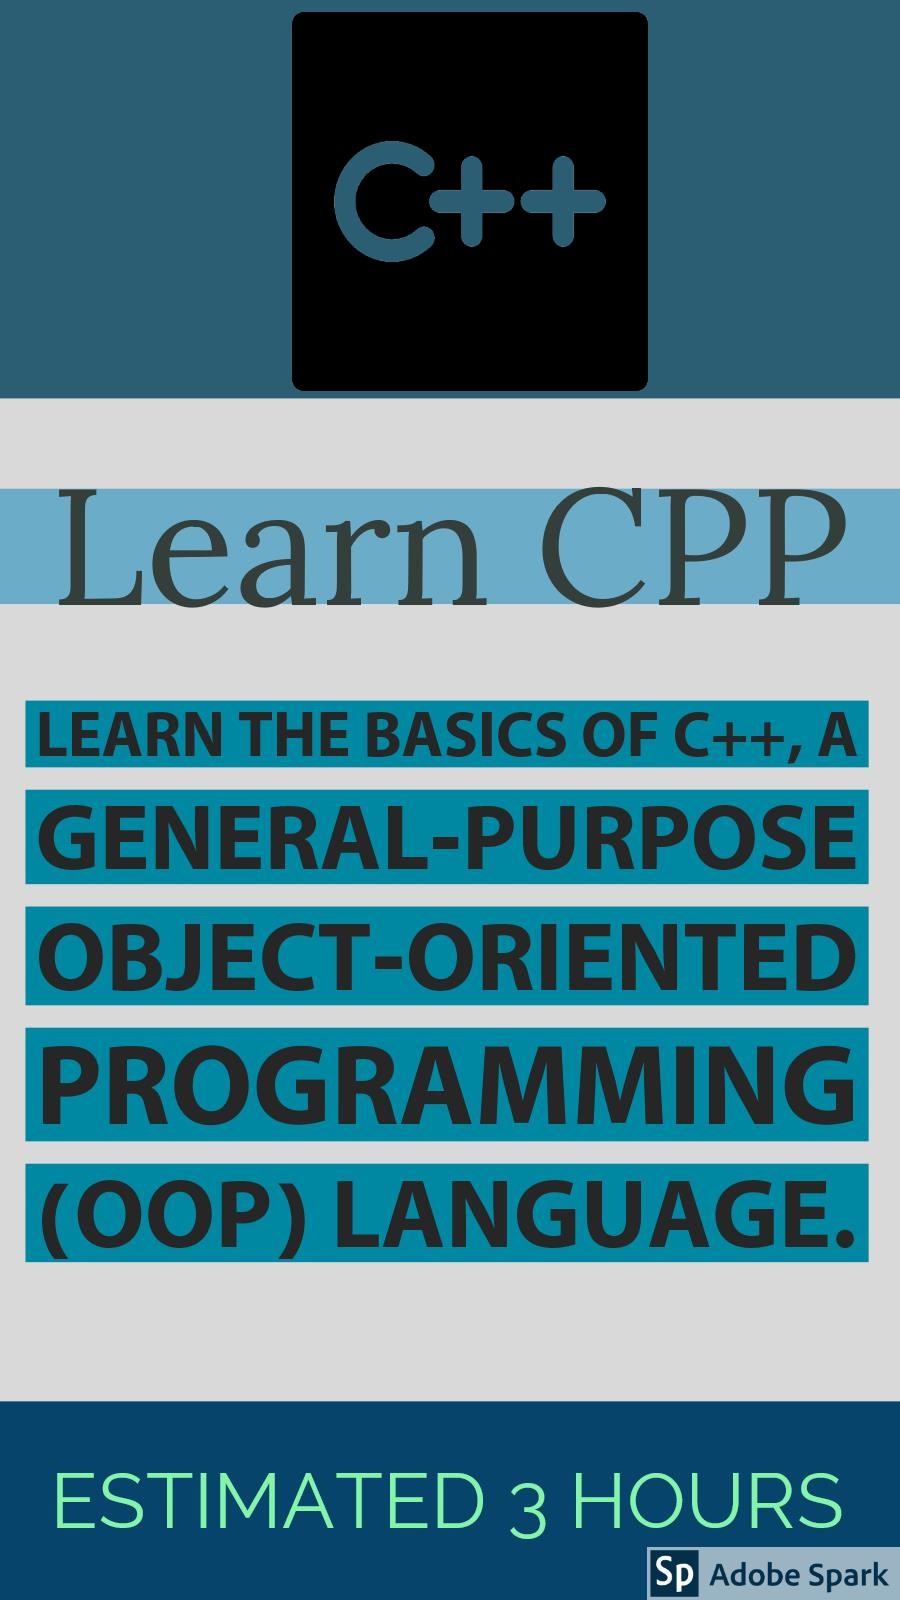 C++
Learn CPP
LEARN THE BASICS OF C++, A
GENERAL-PURPOSE
OBJECT-ORIENTED
PROGRAMMING
(OOP) LANGUAGE.
ESTIMATED 3 HOURS
Sp Adobe Spark